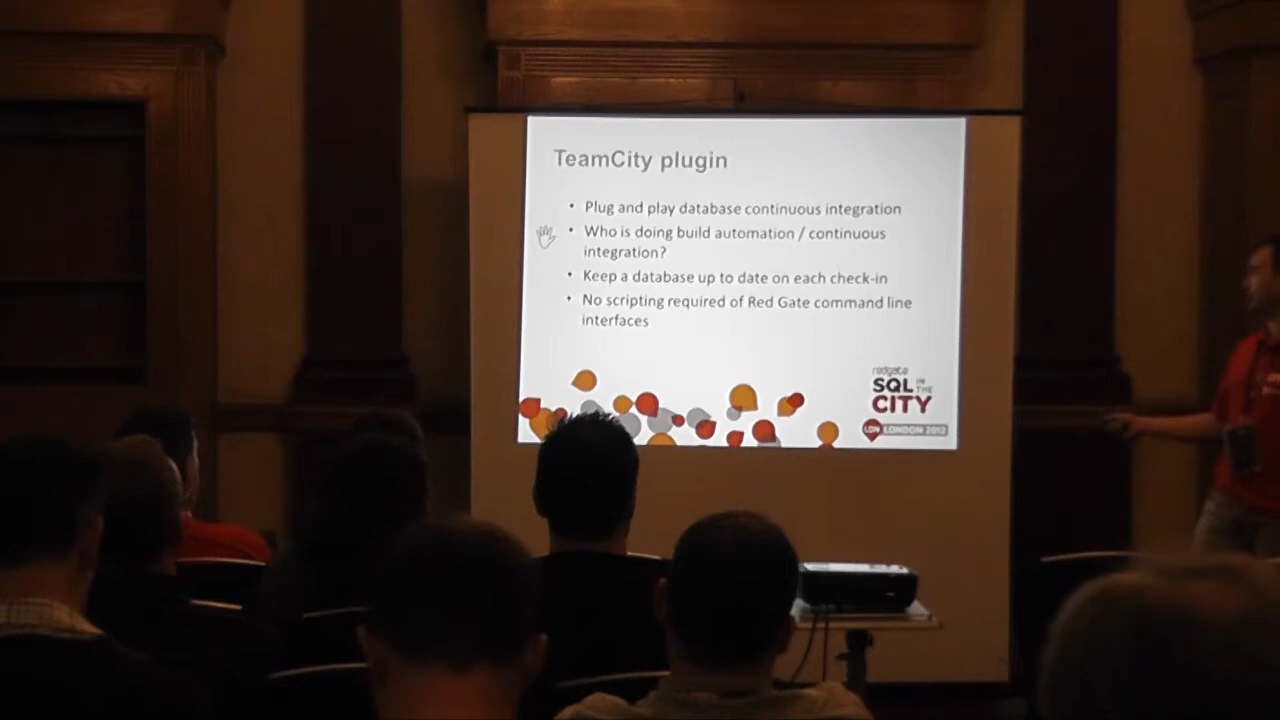 TeamCity plugin
• Plug and play database continuous integration
• Who is doing build automation / continuous
integration?
• Keep a database up to date on each check-in
• No scripting required of Red Gate command line
interfaces
redgate
SQL IN THE
CITY
LDN LONDON 2012